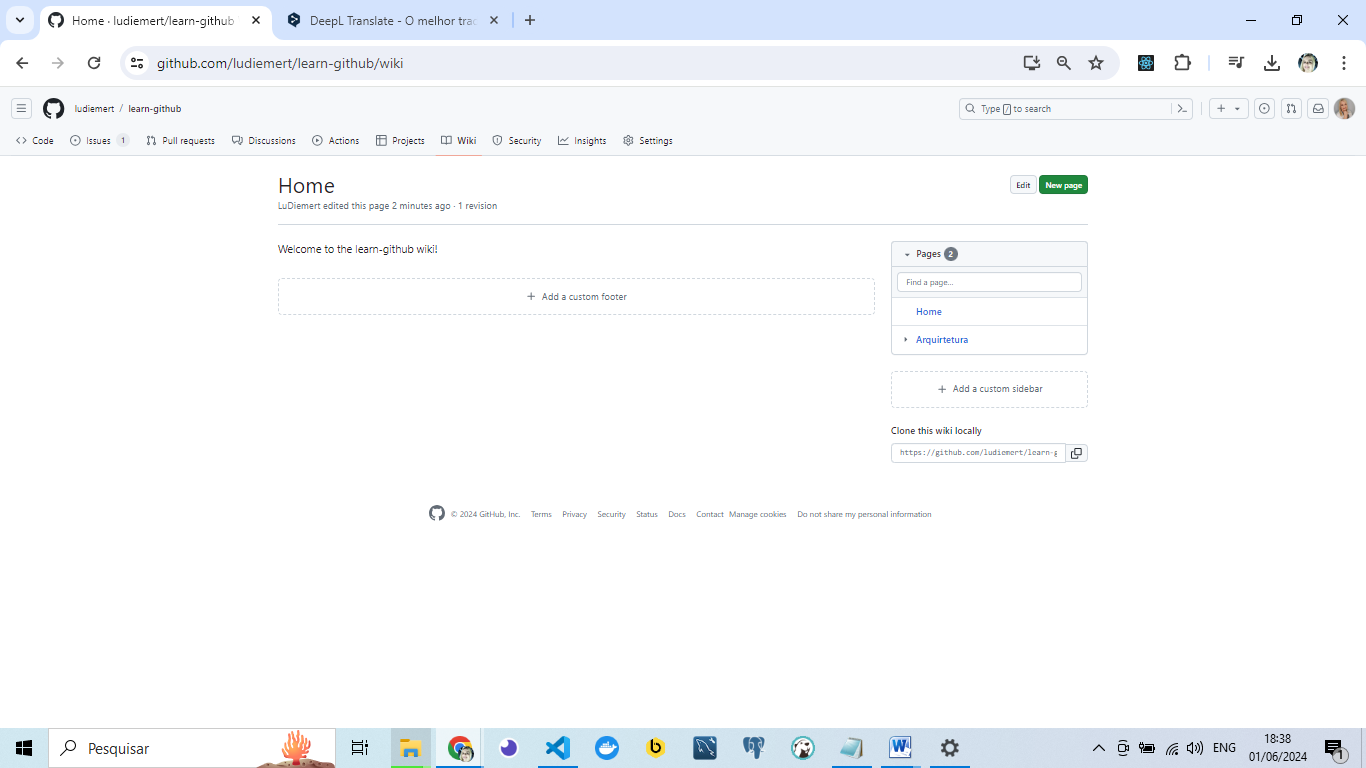 Home · ludiemert/learn-github
DeepL Translate - O melhor trad
github.com/ludiemert/learn-github/wiki
ludiemert / learn-github
Type / to search
Code
Issues 1
Pull requests
Discussions
Actions
Projects
Wiki
Security
Insights
Settings
Home
Edit
New page
LuDiemert edited this page 2 minutes ago · 1 revision
Welcome to the learn-github wiki!
Add a custom footer
Pages 2
Find a page...
Home
Arquirtetura
Add a custom sidebar
Clone this wiki locally
https://github.com/ludiemert/learn-g
© 2024 GitHub, Inc.
Terms
Privacy
Security
Status
Docs
Contact
Manage cookies
Do not share my personal information
Pesquisar
ENG
18:38
01/06/2024
1